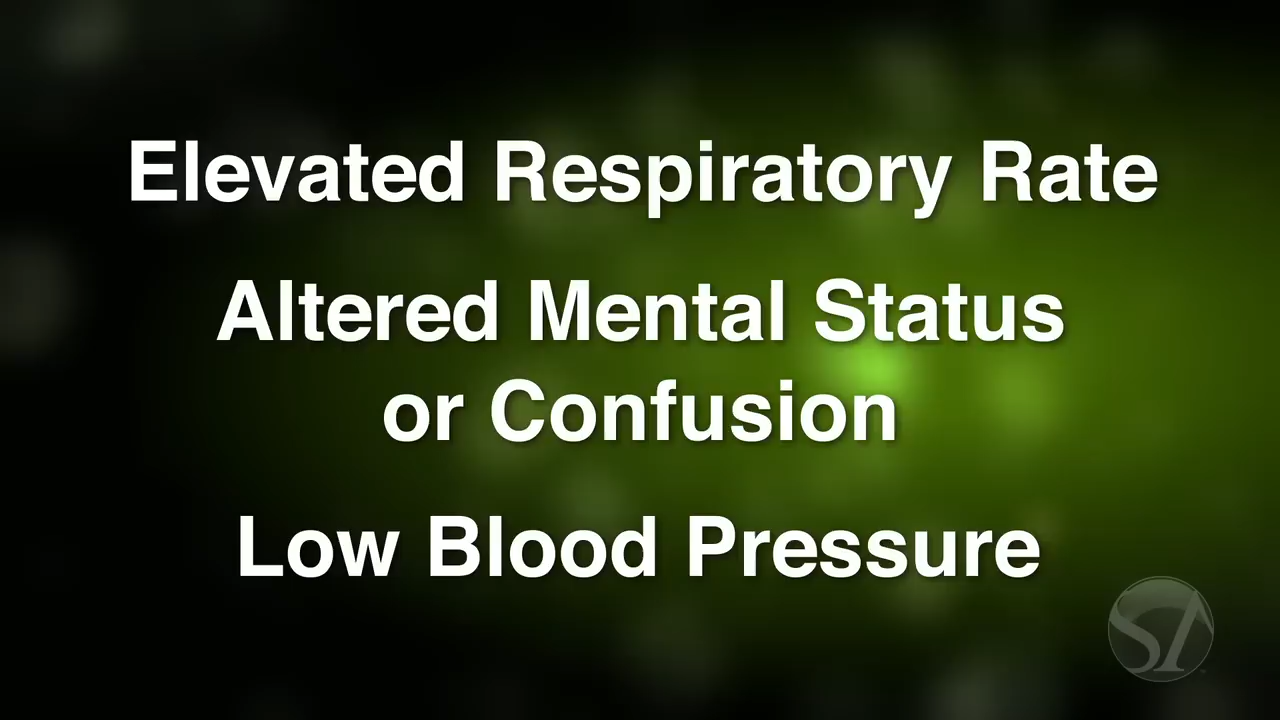 Elevated Respiratory Rate
Altered Mental Status
or Confusion
Low Blood Pressure